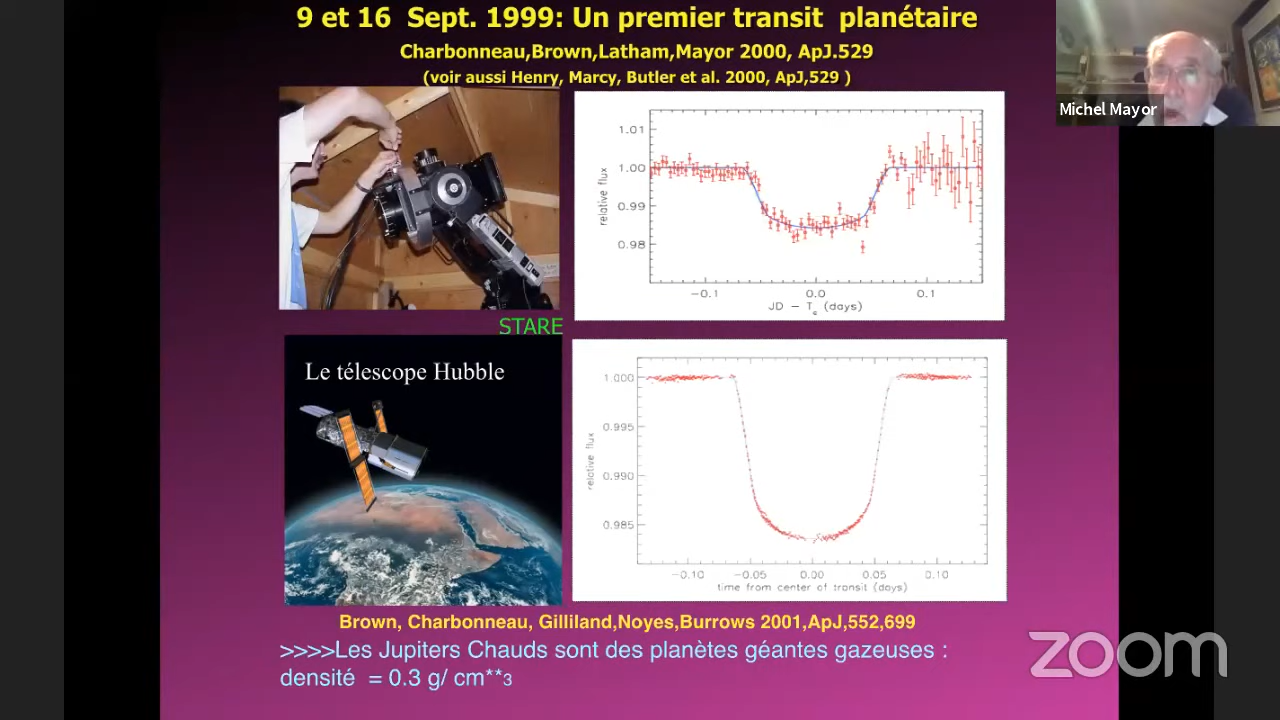 9 et 16 Sept. 1999: Un premier transit planétaire
Charbonneau,Brown,Latham,Mayor 2000, ApJ.529
(voir aussi Henry, Marcy, Butler et al. 2000, ApJ,529 )
Michel Mayor
1.01
1.00
0.99
0.98
relative flux
-0.1
0.0
0.1
JD - Tc (days)
STARE
Le télescope Hubble
1.000
0.995
0.990
0.985
relative flux
-0.10
-0.05
0.00
0.05
0.10
time from center of transit (days)
Brown, Charbonneau, Gilliland,Noyes,Burrows 2001,ApJ,552,699
>>>>Les Jupiters Chauds sont des planètes géantes gazeuses :
densité = 0.3 g/ cm**3
zoom